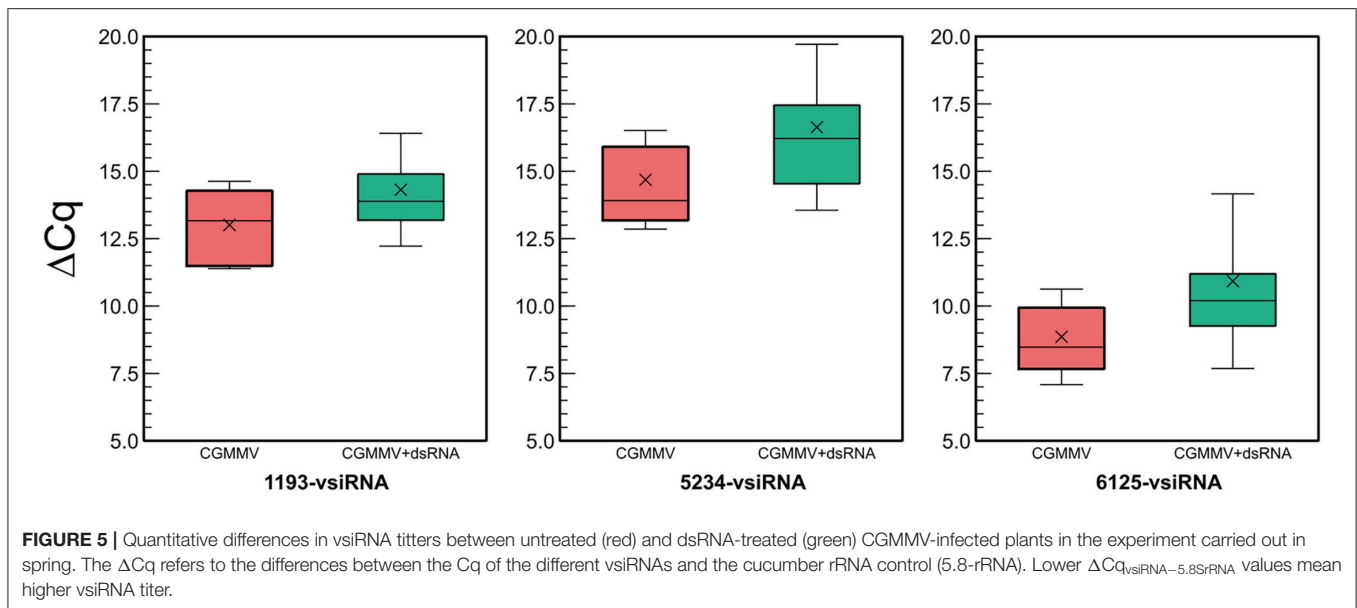 20.0
17.5
15.0
12.5
10.0
7.5
5.0
ΔCq
CGMMV CGMMV+dsRNA
1193-vsiRNA
20.0
17.5
15.0
12.5
10.0
7.5
5.0
CGMMV CGMMV+dsRNA
5234-vsiRNA
20.0
17.5
15.0
12.5
10.0
7.5
5.0
CGMMV CGMMV+dsRNA
6125-vsiRNA
FIGURE 5 | Quantitative differences in vsiRNA titters between untreated (red) and dsRNA-treated (green) CGMMV-infected plants in the experiment carried out in
spring. The ΔCq refers to the differences between the Cq of the different vsiRNAs and the cucumber rRNA control (5.8-rRNA). Lower ΔCqvsiRNA−5.8SrRNA values mean
higher vsiRNA titer.